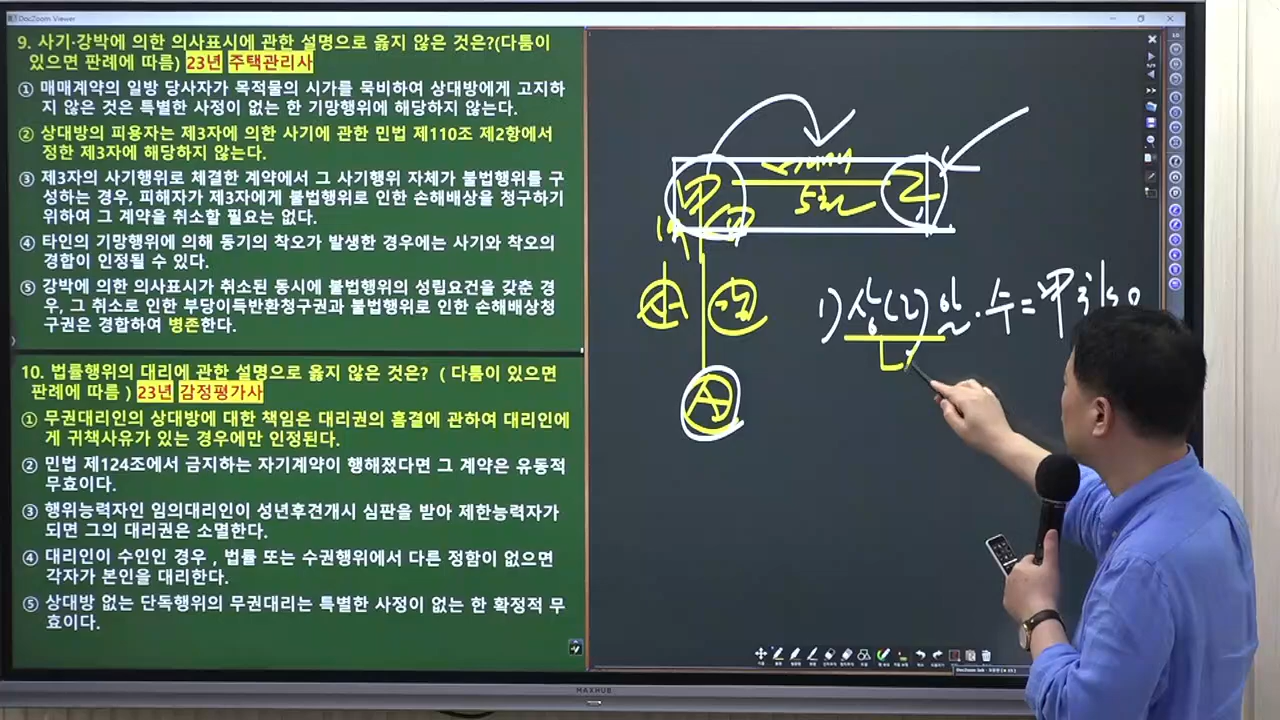 DocZoom Viewer
9. 사기·강박에 의한 의사표시에 관한 설명으로 옳지 않은 것은?(다툼이
있으면 판례에 따름) 23년 주택관리사
① 매매계약의 일방 당사자가 목적물의 시가를 묵비하여 상대방에게 고지하
지 않은 것은 특별한 사정이 없는 한 기망행위에 해당하지 않는다.
② 상대방의 피용자는 제3자에 의한 사기에 관한 민법 제110조 제2항에서
정한 제3자에 해당하지 않는다.
③ 제3자의 사기행위로 체결한 계약에서 그 사기행위 자체가 불법행위를 구
성하는 경우, 피해자가 제3자에게 불법행위로 인한 손해배상을 청구하기
위하여 그 계약을 취소할 필요는 없다.
④ 타인의 기망행위에 의해 동기의 착오가 발생한 경우에는 사기와 착오의
경합이 인정될 수 있다.
⑤ 강박에 의한 의사표시가 취소된 동시에 불법행위의 성립요건을 갖춘 경
우, 그 취소로 인한 부당이득반환청구권과 불법행위로 인한 손해배상청
구권은 경합하여 병존한다.
10. 법률행위의 대리에 관한 설명으로 옳지 않은 것은? ( 다툼이 있으면
판례에 따름 ) 23년 감정평가사
① 무권대리인의 상대방에 대한 책임은 대리권의 흠결에 관하여 대리인에
게 귀책사유가 있는 경우에만 인정된다.
② 민법 제124조에서 금지하는 자기계약이 행해졌다면 그 계약은 유동적
무효이다.
③ 행위능력자인 임의대리인이 성년후견개시 심판을 받아 제한능력자가
되면 그의 대리권은 소멸한다.
④ 대리인이 수인인 경우 , 법률 또는 수권행위에서 다른 정함이 없으면
각자가 본인을 대리한다.
⑤ 상대방 없는 단독행위의 무권대리는 특별한 사정이 없는 한 확정적 무
효이다.
甲
乙
1) 상(乙) 알·수=甲 취소
MAXHUB